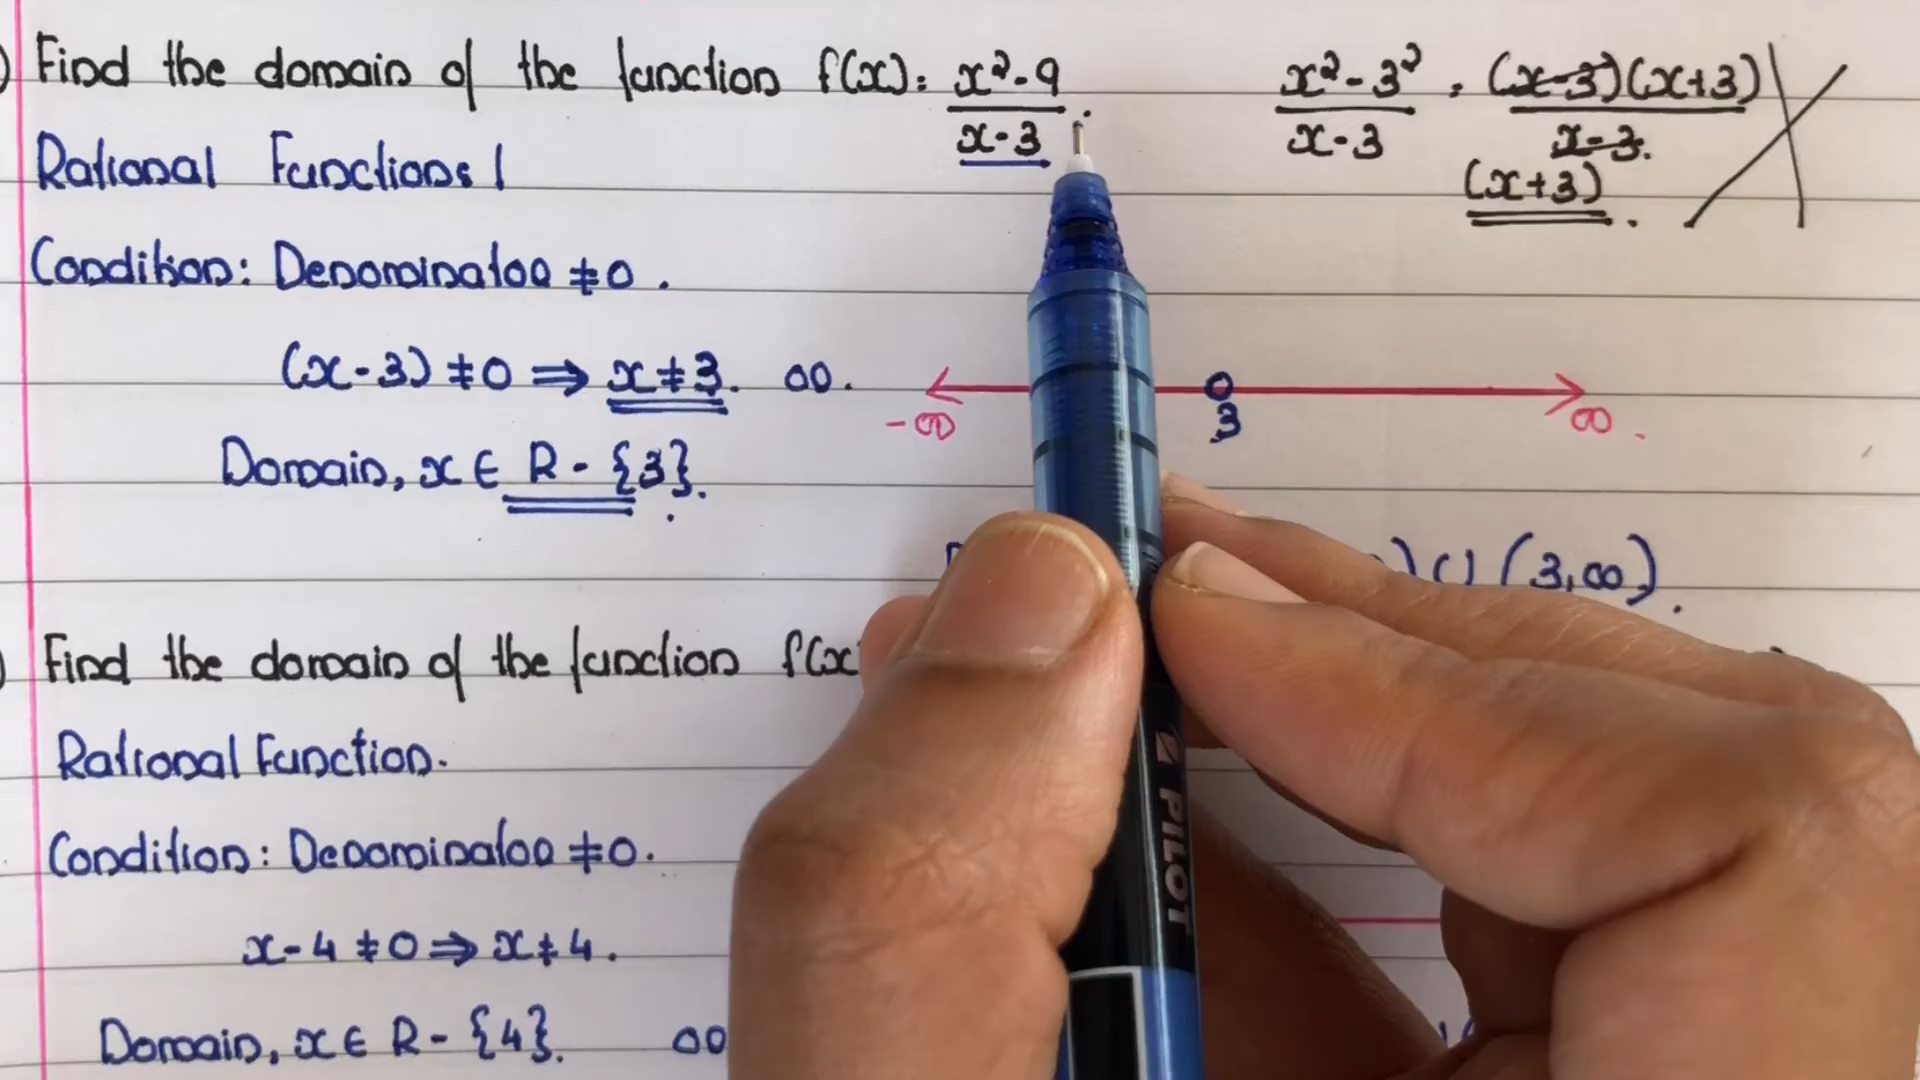 Find the domain of the function f(x): x²-9 / x-3 .
x²-3² / x-3 = (x-3)(x+3) / x-3.
(x+3).
Rational Functions!
Condition: Denominator ≠0.
(x-3) ≠0 ⇒ x≠3. oo.
-∞ 3 ∞.
Domain, x ∈ R - {3}.
) U (3,∞).
Find the domain of the function f(x
Rational Function.
Condition: Denominator ≠0.
x-4 ≠0 ⇒ x≠4.
Domain, x ∈ R - {4}. oo
PILOT